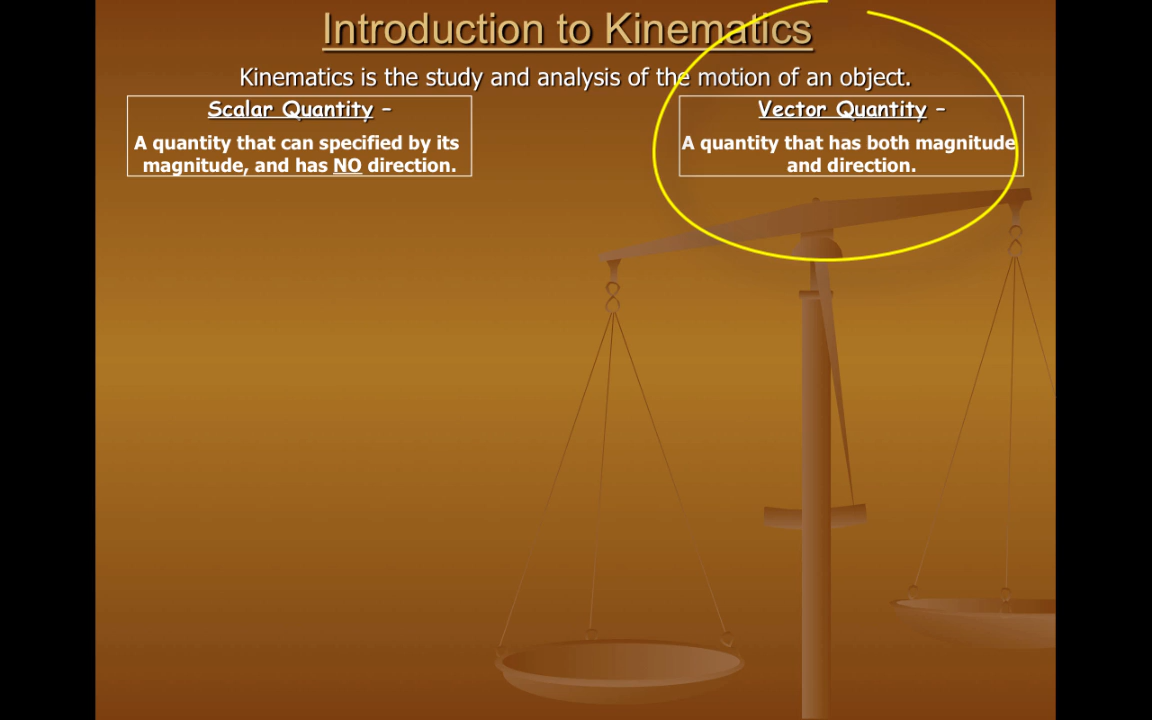 Introduction to Kinematics
Kinematics is the study and analysis of the motion of an object.
Scalar Quantity –
A quantity that can specified by its
magnitude, and has NO direction.
Vector Quantity –
A quantity that has both magnitude
and direction.